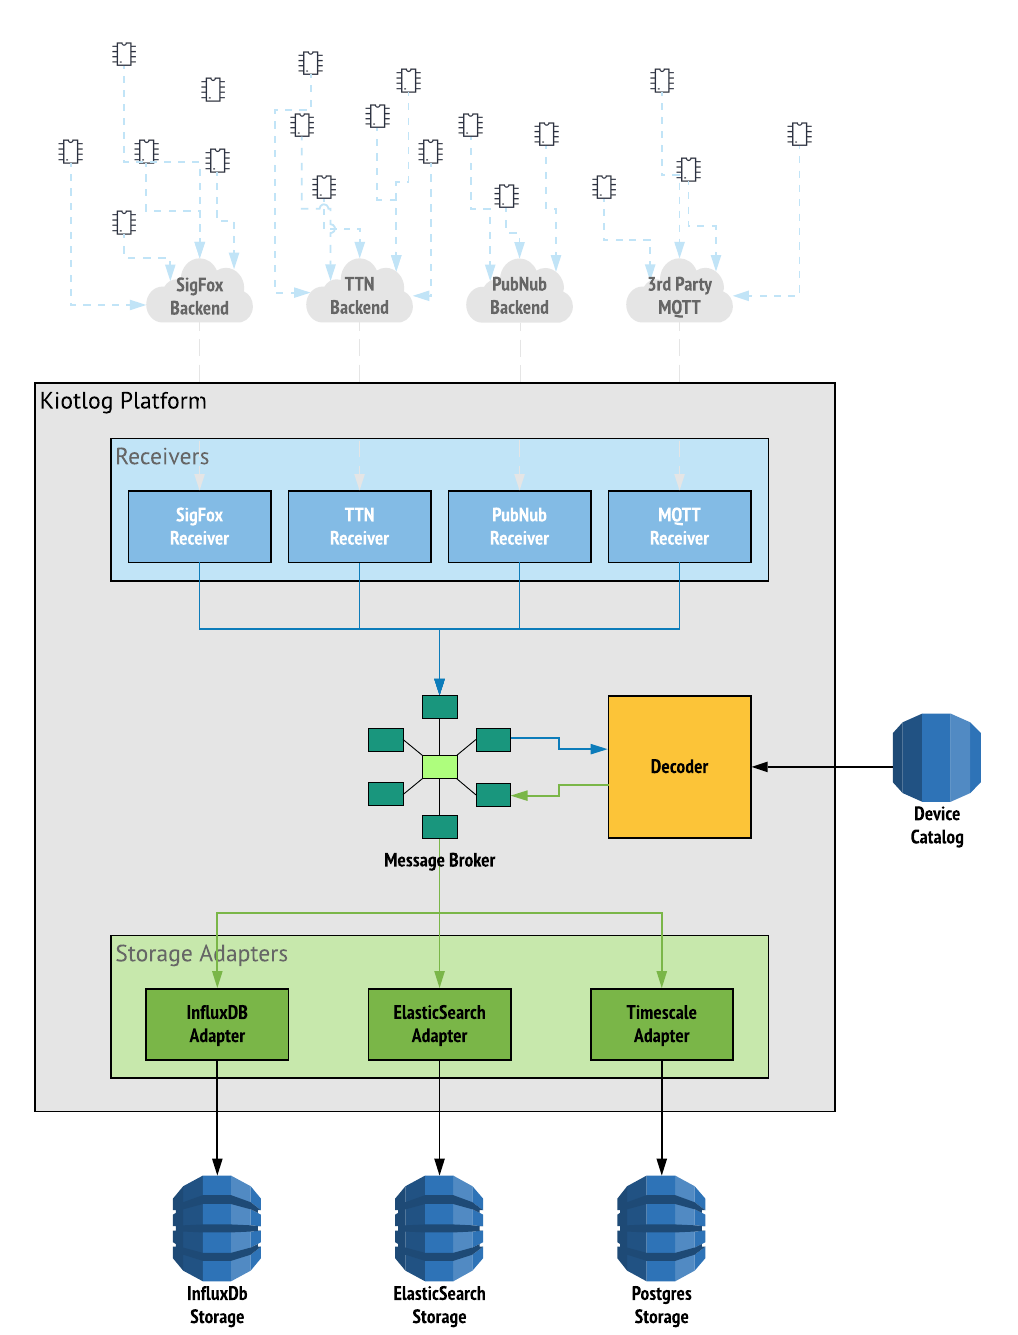 SigFox
Backend
TTN
Backend
PubNub
Backend
3rd Party
MQTT
Kiotlog Platform
Receivers
SigFox
Receiver
TTN
Receiver
PubNub
Receiver
MQTT
Receiver
Decoder
Device
Catalog
Message Broker
Storage Adapters
InfluxDB
Adapter
ElasticSearch
Adapter
Timescale
Adapter
InfluxDb
Storage
ElasticSearch
Storage
Postgres
Storage